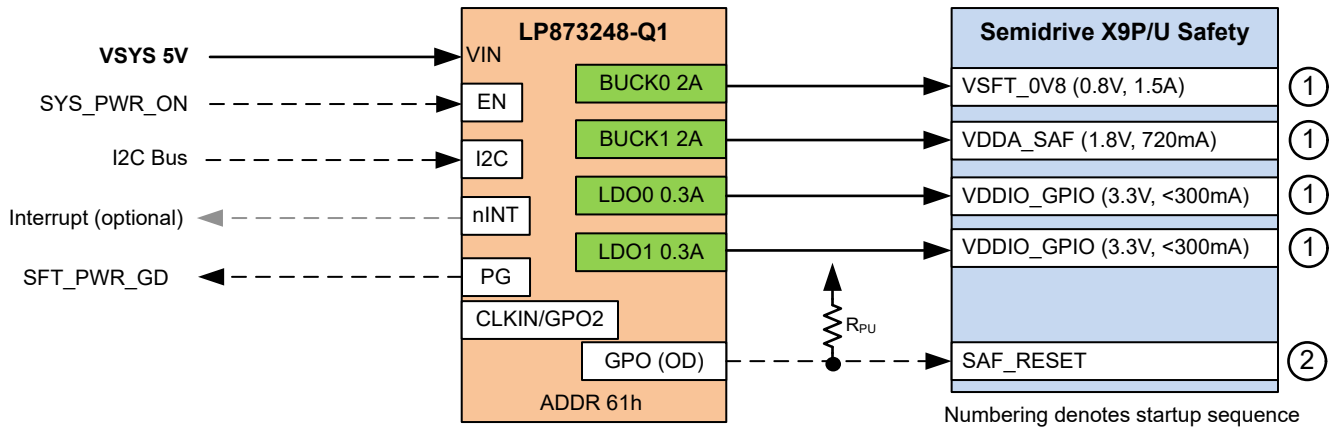 LP873248-Q1
Semidrive X9P/U Safety
VSYS 5V
VIN
BUCK0 2A
VSFT_0V8 (0.8V, 1.5A)
1
SYS_PWR_ON
EN
BUCK1 2A
VDDA_SAF (1.8V, 720mA)
1
I2C Bus
I2C
LDO0 0.3A
VDDIO_GPIO (3.3V, <300mA)
1
Interrupt (optional)
nINT
LDO1 0.3A
VDDIO_GPIO (3.3V, <300mA)
1
SFT_PWR_GD
PG
CLKIN/GPO2
RPU
GPO (OD)
SAF_RESET
2
ADDR 61h
Numbering denotes startup sequence